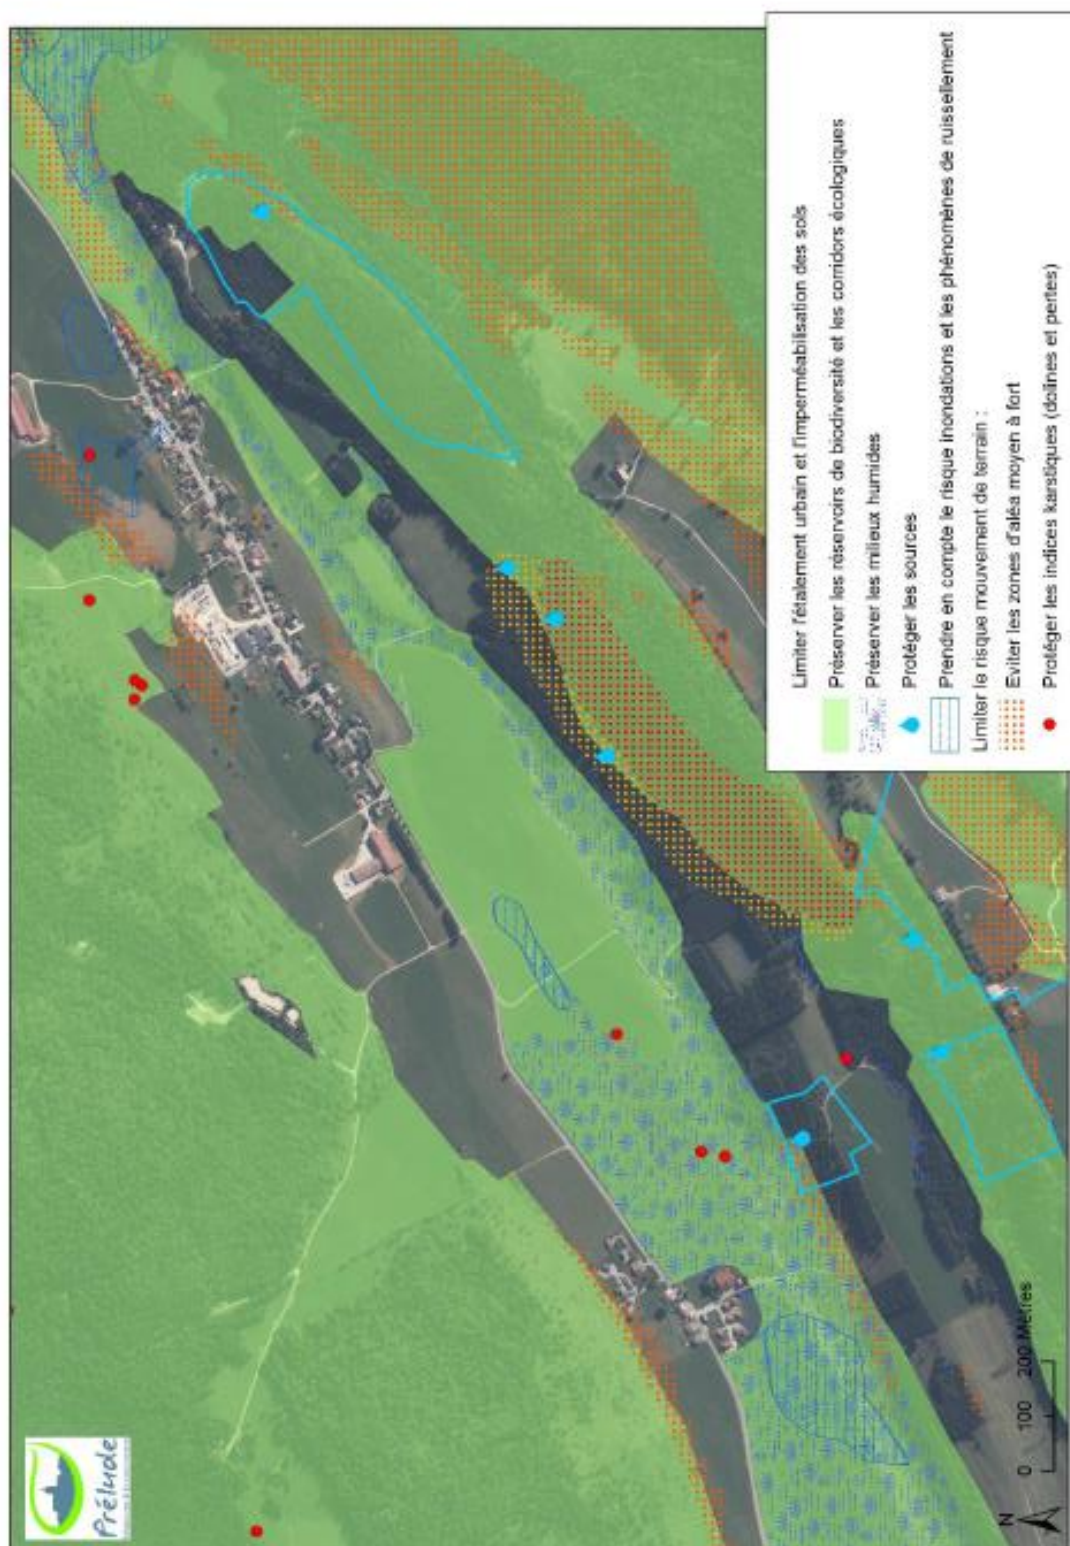 Prélude
Limiter l'étalement urbain et l'imperméabilisation des sols
Préserver les réservoirs de biodiversité et les corridors écologiques
Préserver les milieux humides
Protéger les sources
Prendre en compte le risque inondations et les phénomènes de ruissellement
Limiter le risque mouvement de terrain :
Eviter les zones d'aléa moyen à fort
Protéger les indices karstiques (dolines et pertes)
N
0 100 200 Mètres